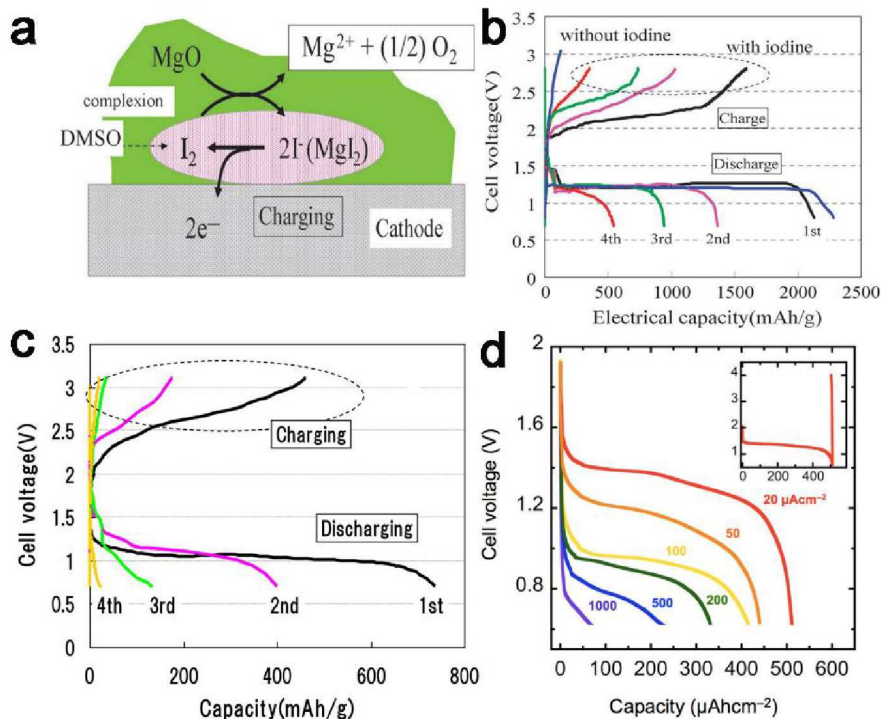 a
MgO
Mg2+ + (1/2) O2
complexion
DMSO
I2
2I-(MgI2)
2e−
Charging
Cathode
b
without iodine
with iodine
Charge
Discharge
4th
3rd
2nd
1st
3.5
3
2.5
2
1.5
1
0.5
0
0
500
1000
1500
2000
2500
Cell voltage(V)
Electrical capacity(mAh/g)
c
3.5
3
2.5
2
1.5
1
0.5
0
Cell voltage(V)
Charging
Discharging
4th
3rd
2nd
1st
0
200
400
600
800
Capacity(mAh/g)
d
2
1.6
1.2
0.8
Cell voltage (V)
4
3
2
1
0
200
400
20 µAcm−2
50
100
200
500
1000
0
100
200
300
400
500
600
Capacity (µAhcm−2)